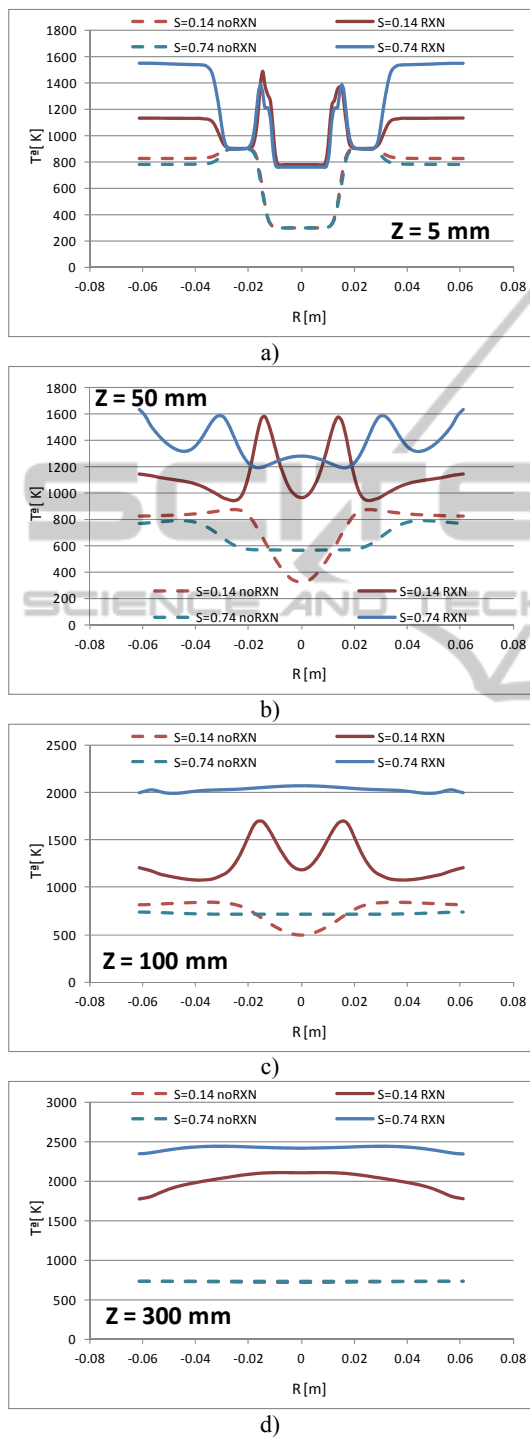 S=0.14 noRXN S=0.14 RXN
S=0.74 noRXN S=0.74 RXN
1800
1600
1400
1200
1000
800
600
400
200
0
Tª[ K]
Z = 5 mm
-0.08 -0.06 -0.04 -0.02 0 0.02 0.04 0.06 0.08
R [m]
a)
1800
1600
1400
1200
1000
800
600
400
200
0
Tª[ K]
Z = 50 mm
S=0.14 noRXN S=0.14 RXN
S=0.74 noRXN S=0.74 RXN
SCIENCE AND TECH
-0.08 -0.06 -0.04 -0.02 0 0.02 0.04 0.06 0.08
R [m]
b)
S=0.14 noRXN S=0.14 RXN
S=0.74 noRXN S=0.74 RXN
2500
2000
1500
1000
500
0
Tª[ K]
Z = 100 mm
-0.08 -0.06 -0.04 -0.02 0 0.02 0.04 0.06 0.08
R [m]
c)
S=0.14 noRXN S=0.14 RXN
S=0.74 noRXN S=0.74 RXN
3000
2500
2000
1500
1000
500
0
Tª[ K]
Z = 300 mm
-0.08 -0.06 -0.04 -0.02 0 0.02 0.04 0.06 0.08
R [m]
d)